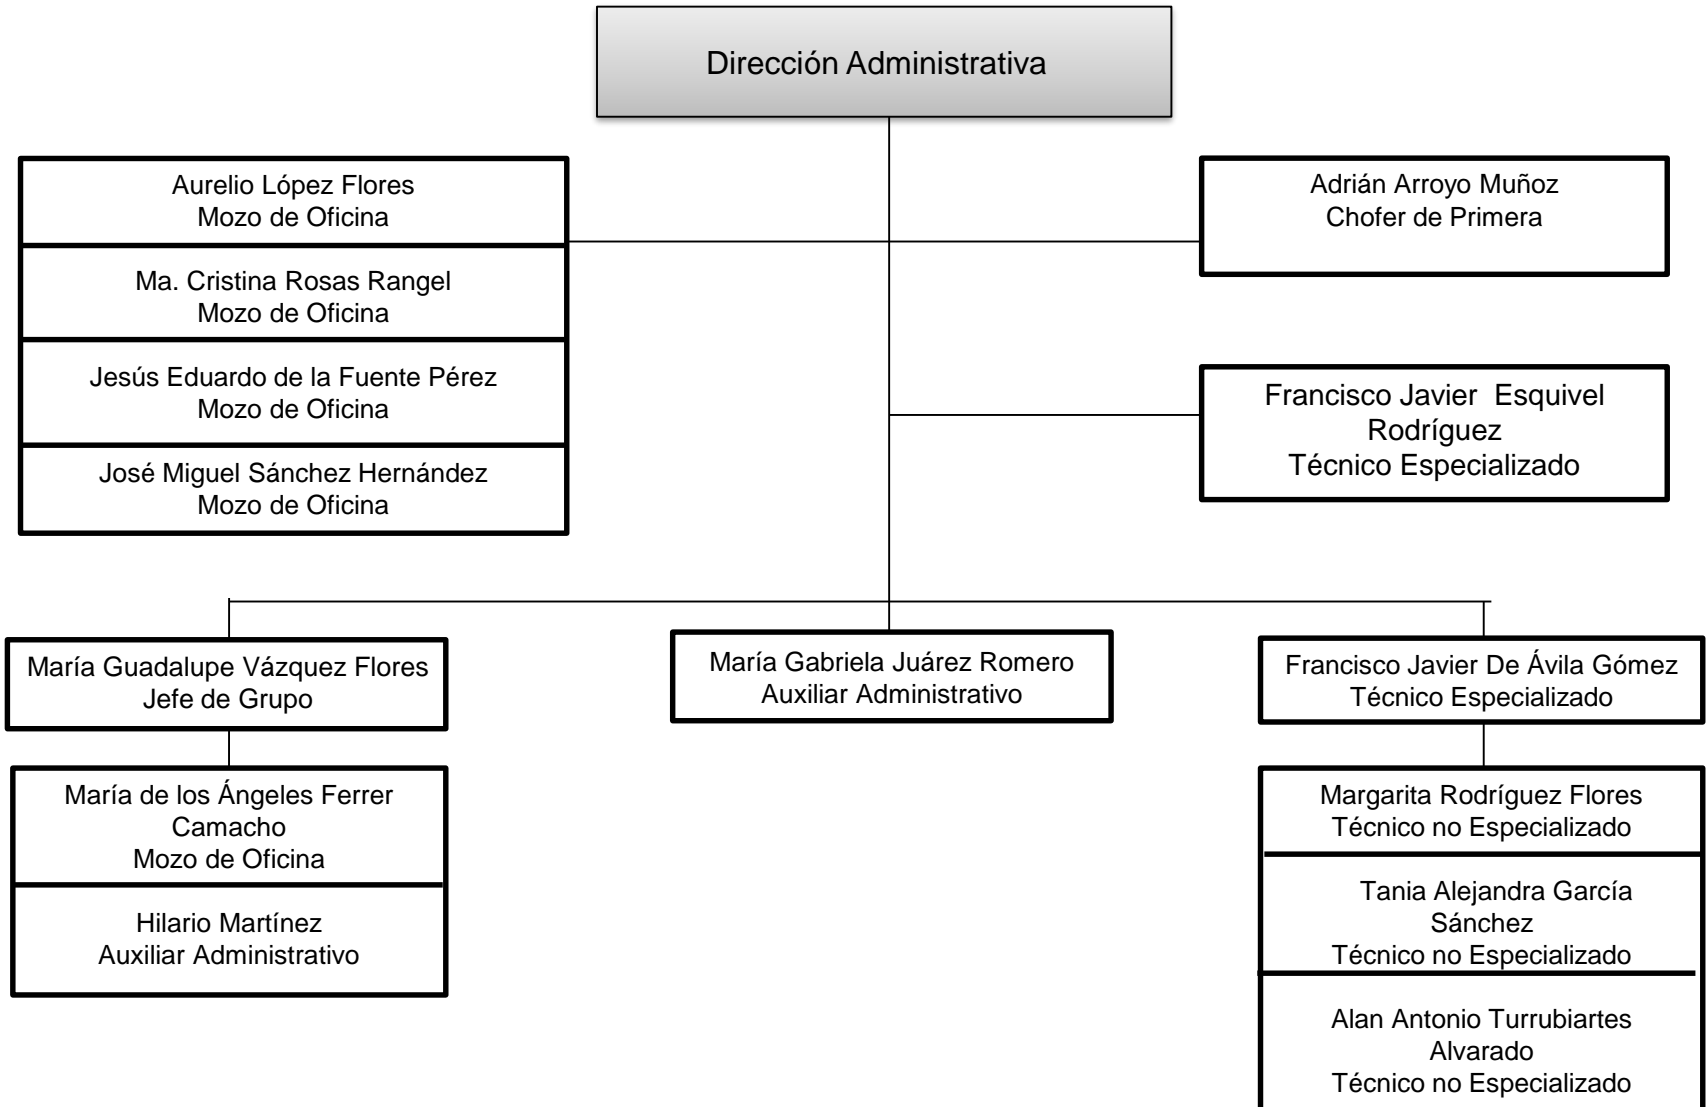 Dirección Administrativa
Aurelio López Flores
Mozo de Oficina
Ma. Cristina Rosas Rangel
Mozo de Oficina
Jesús Eduardo de la Fuente Pérez
Mozo de Oficina
José Miguel Sánchez Hernández
Mozo de Oficina
Adrián Arroyo Muñoz
Chofer de Primera
Francisco Javier  Esquivel
Rodríguez
Técnico Especializado
María Guadalupe Vázquez Flores
Jefe de Grupo
María de los Ángeles Ferrer
Camacho
Mozo de Oficina
Hilario Martínez
Auxiliar Administrativo
María Gabriela Juárez Romero
Auxiliar Administrativo
Francisco Javier De Ávila Gómez
Técnico Especializado
Margarita Rodríguez Flores
Técnico no Especializado
Tania Alejandra García
Sánchez
Técnico no Especializado
Alan Antonio Turrubiartes
Alvarado
Técnico no Especializado